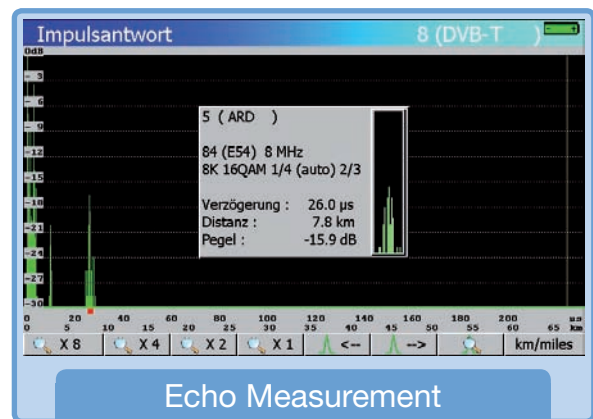 Impulsantwort 8 (DVB-T )
0dB
- 3
- 6
- 9
-12
-15
-18
-21
-24
-27
-30
5 ( ARD )
84 (E54) 8 MHz
8K 16QAM 1/4 (auto) 2/3
Verzögerung : 26.0 µs
Distanz : 7.8 km
Pegel : -15.9 dB
0 20 40 60 80 100 120 140 160 180 200 µs
0 5 10 15 20 25 30 35 40 45 50 55 60 65 km
X 8 X 4 X 2 X 1 <-- --> km/miles
Echo Measurement